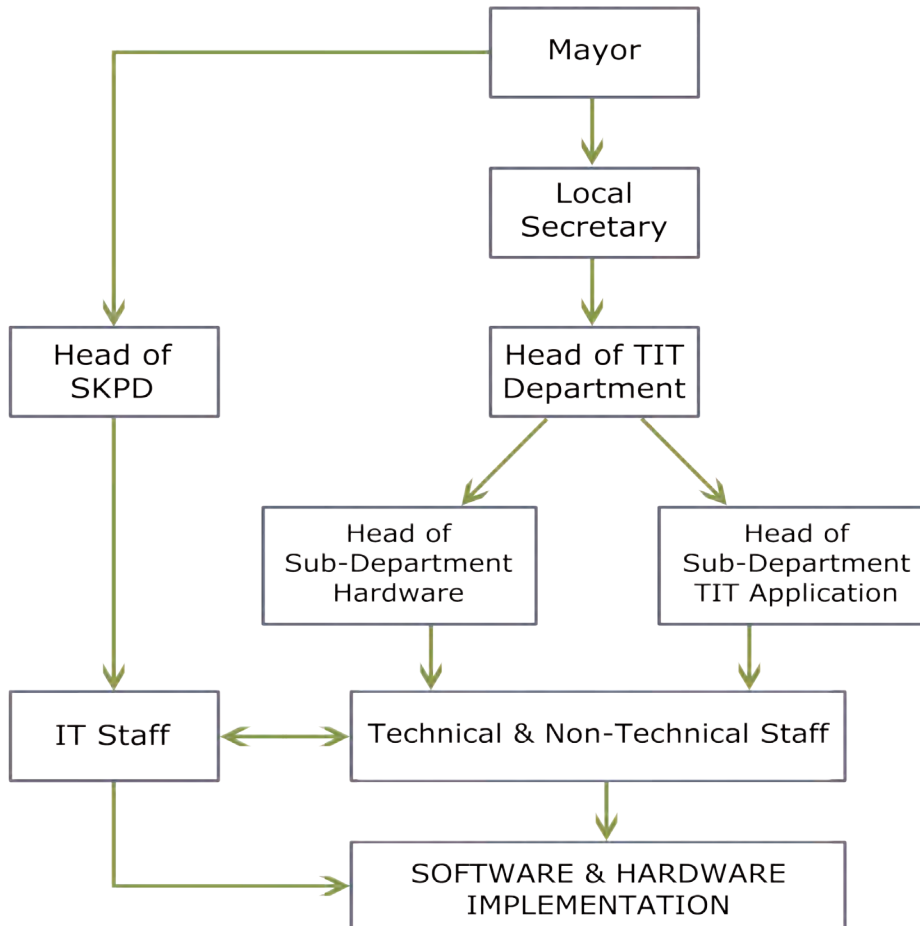 Mayor
Local
Secretary
Head of
SKPD
Head of TIT
Department
Head of
Sub-Department
Hardware
Head of
Sub-Department
TIT Application
IT Staff
Technical & Non-Technical Staff
SOFTWARE & HARDWARE
IMPLEMENTATION